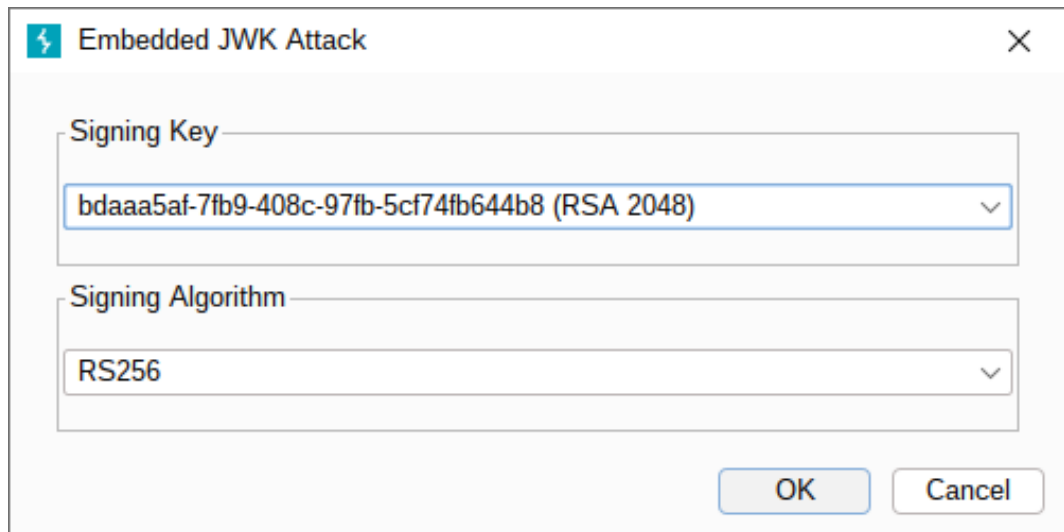 Embedded JWK Attack
Signing Key
bdaaa5af-7fb9-408c-97fb-5cf74fb644b8 (RSA 2048)
Signing Algorithm
RS256
OK
Cancel